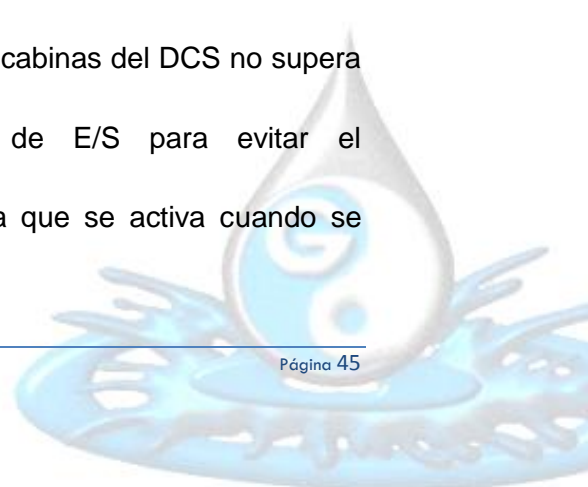 cabinas del DCS no supera
de E/S para evitar el
que se activa cuando se
Página 45